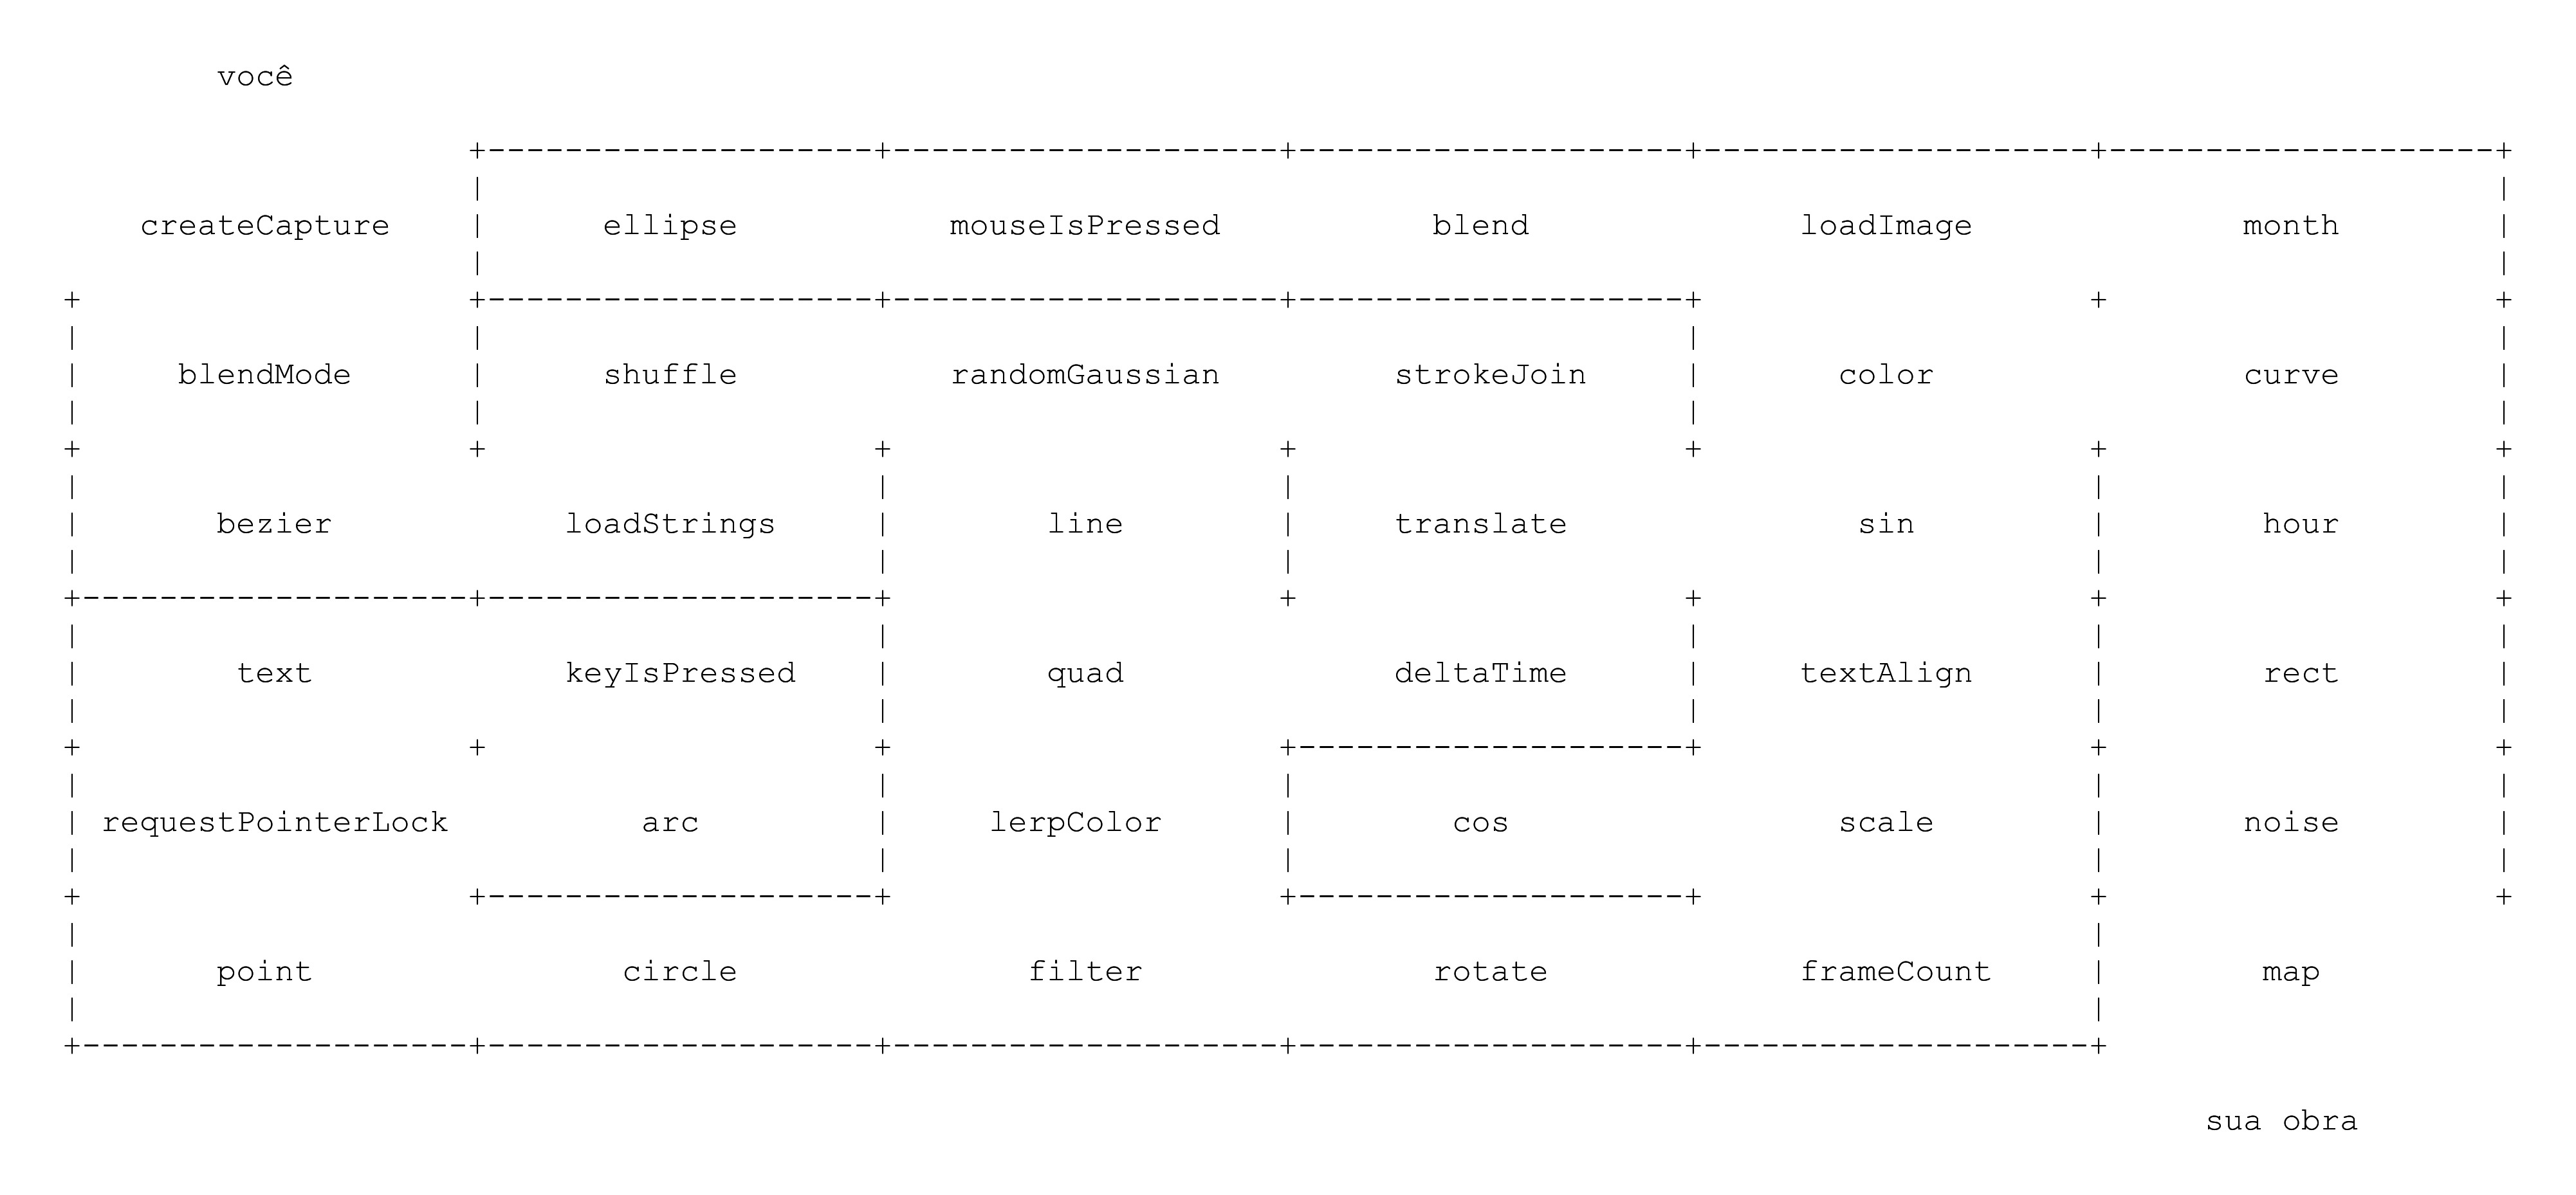 você
createCapture ellipse mouseIsPressed blend loadImage month
blendMode shuffle randomGaussian strokeJoin color curve
bezier loadStrings line translate sin hour
text keyIsPressed quad deltaTime textAlign rect
requestPointerLock arc lerpColor cos scale noise
point circle filter rotate frameCount map
sua obra